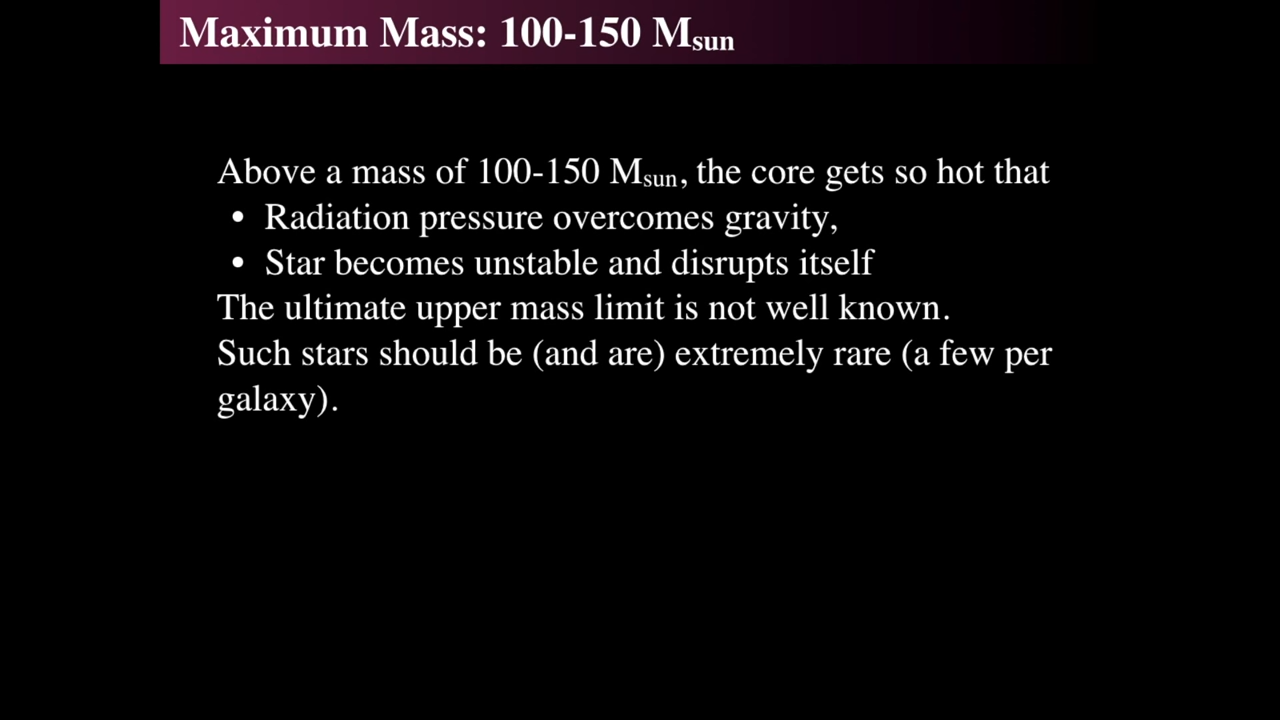 Maximum Mass: 100-150 Msun
Above a mass of 100-150 Msun, the core gets so hot that
• Radiation pressure overcomes gravity,
• Star becomes unstable and disrupts itself
The ultimate upper mass limit is not well known.
Such stars should be (and are) extremely rare (a few per
galaxy).